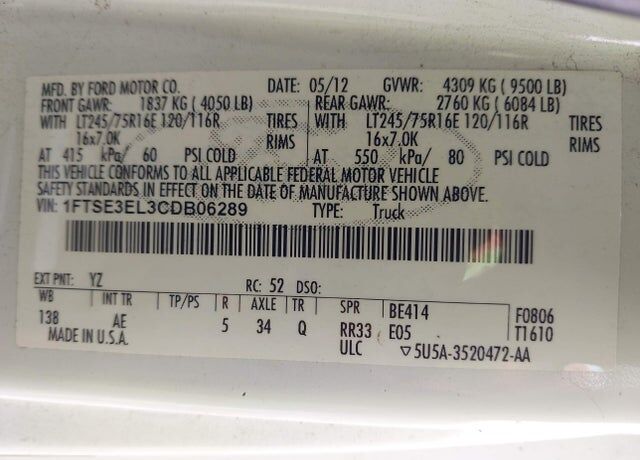 MFD. BY FORD MOTOR CO. DATE: 05/12 GVWR: 4309 KG ( 9500 LB)
FRONT GAWR: 1837 KG ( 4050 LB) REAR GAWR: 2760 KG ( 6084 LB)
WITH LT245/75R16E 120/116R TIRES WITH LT245/75R16E 120/116R TIRES
16x7.0K RIMS 16x7.0K RIMS
AT 415 kPa/ 60 PSI COLD AT 550 kPa/ 80 PSI COLD
THIS VEHICLE CONFORMS TO ALL APPLICABLE FEDERAL MOTOR VEHICLE
SAFETY STANDARDS IN EFFECT ON THE DATE OF MANUFACTURE SHOWN ABOVE.
VIN: 1FTSE3EL3CDB06289 TYPE: Truck
EXT PNT: YZ RC: 52 DSO:
WB INT TR TP/PS R AXLE TR SPR BE414 F0806
138 AE 5 34 Q RR33 E05 T1610
MADE IN U.S.A. ULC ▽5U5A-3520472-AA